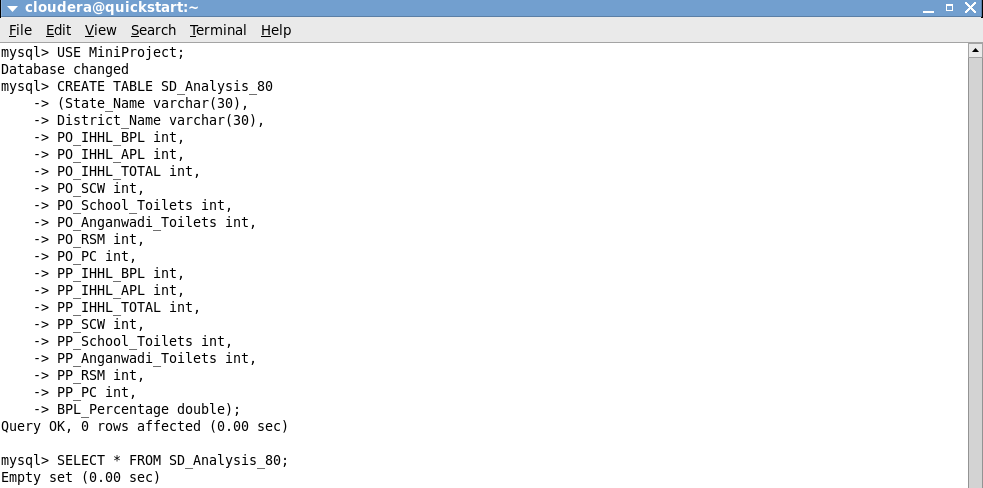 cloudera@quickstart:~
File Edit View Search Terminal Help
mysql> USE MiniProject;
Database changed
mysql> CREATE TABLE SD_Analysis_80
    -> (State_Name varchar(30),
    -> District_Name varchar(30),
    -> PO_IHHL_BPL int,
    -> PO_IHHL_APL int,
    -> PO_IHHL_TOTAL int,
    -> PO_SCW int,
    -> PO_School_Toilets int,
    -> PO_Anganwadi_Toilets int,
    -> PO_RSM int,
    -> PO_PC int,
    -> PP_IHHL_BPL int,
    -> PP_IHHL_APL int,
    -> PP_IHHL_TOTAL int,
    -> PP_SCW int,
    -> PP_School_Toilets int,
    -> PP_Anganwadi_Toilets int,
    -> PP_RSM int,
    -> PP_PC int,
    -> BPL_Percentage double);
Query OK, 0 rows affected (0.00 sec)
mysql> SELECT * FROM SD_Analysis_80;
Empty set (0.00 sec)